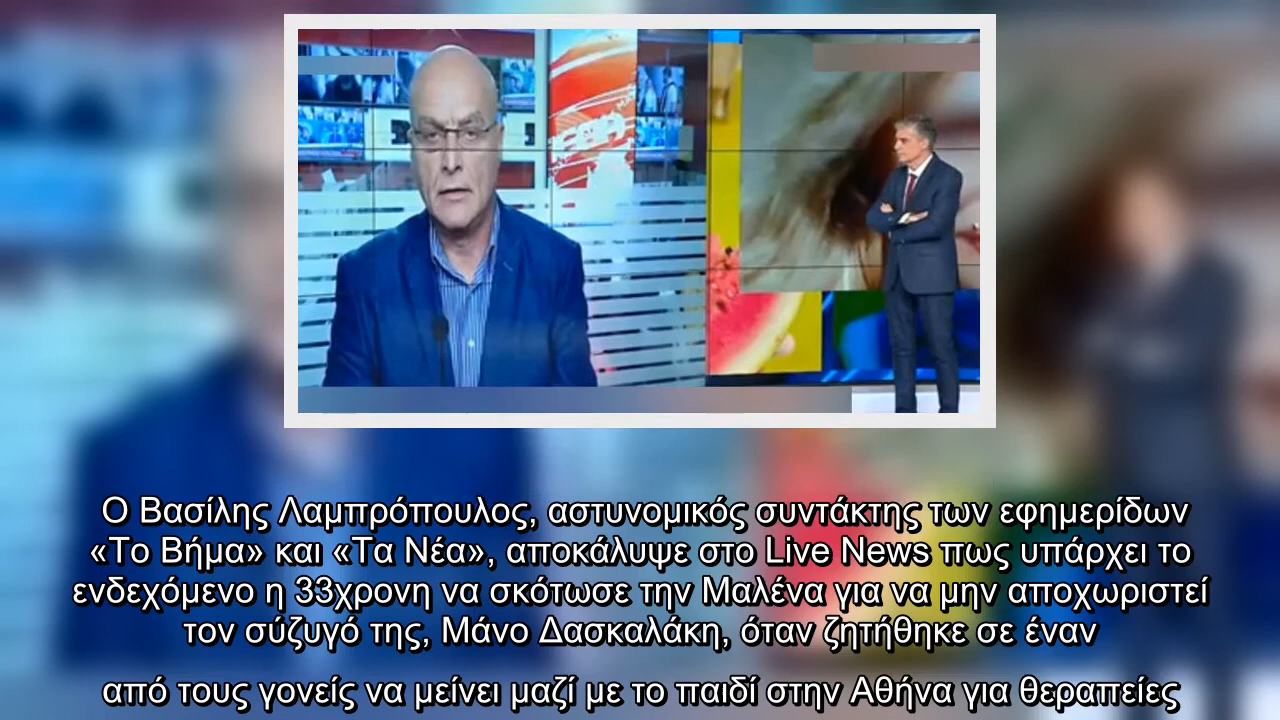 Ο Βασίλης Λαμπρόπουλος, αστυνομικός συντάκτης των εφημερίδων
«Το Βήμα» και «Τα Νέα», αποκάλυψε στο Live News πως υπάρχει το
ενδεχόμενο η 33χρονη να σκότωσε την Μαλένα για να μην αποχωριστεί
τον σύζυγό της, Μάνο Δασκαλάκη, όταν ζητήθηκε σε έναν
από τους γονείς να μείνει μαζί με το παιδί στην Αθήνα για θεραπείες